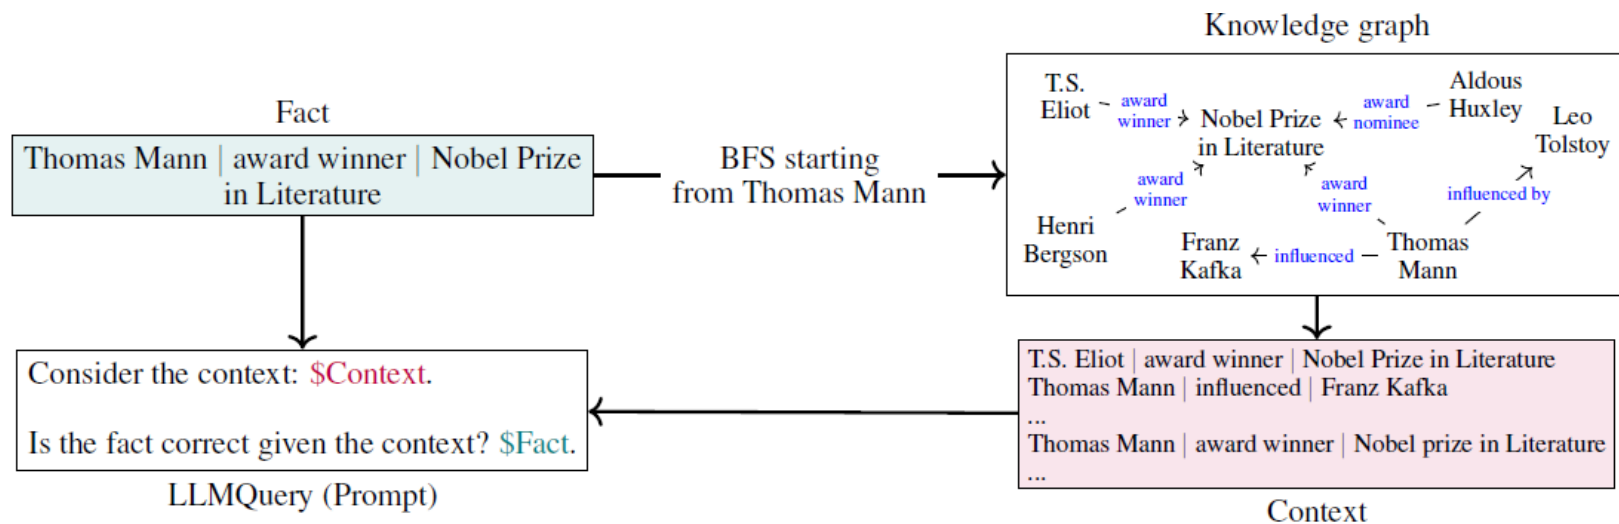 Knowledge graph
Fact
Thomas Mann | award winner | Nobel Prize
in Literature
BFS starting
from Thomas Mann
T.S.
Eliot
award
winner
Nobel Prize
in Literature
award
nominee
Aldous
Huxley
Leo
Tolstoy
award
winner
award
winner
influenced by
Henri
Bergson
Franz
Kafka
influenced
Thomas
Mann
Consider the context: $Context.
Is the fact correct given the context? $Fact.
LLMQuery (Prompt)
T.S. Eliot | award winner | Nobel Prize in Literature
Thomas Mann | influenced | Franz Kafka
...
Thomas Mann | award winner | Nobel prize in Literature
...
Context